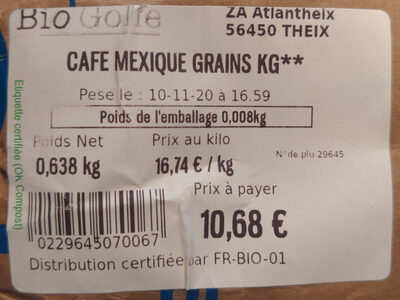 Bio Golfe
ZA Atlantheix
56450 THEIX
CAFE MEXIQUE GRAINS KG**
Pese le : 10-11-20 à 16.59
Poids de l'emballage 0,008kg
Poids Net Prix au kilo
0,638 kg 16,74 € / kg
N°de plu 29645
Prix à payer
10,68 €
0229645070067
Distribution certifiée par FR-BIO-01
Etiquette certifiée (OK Compost)